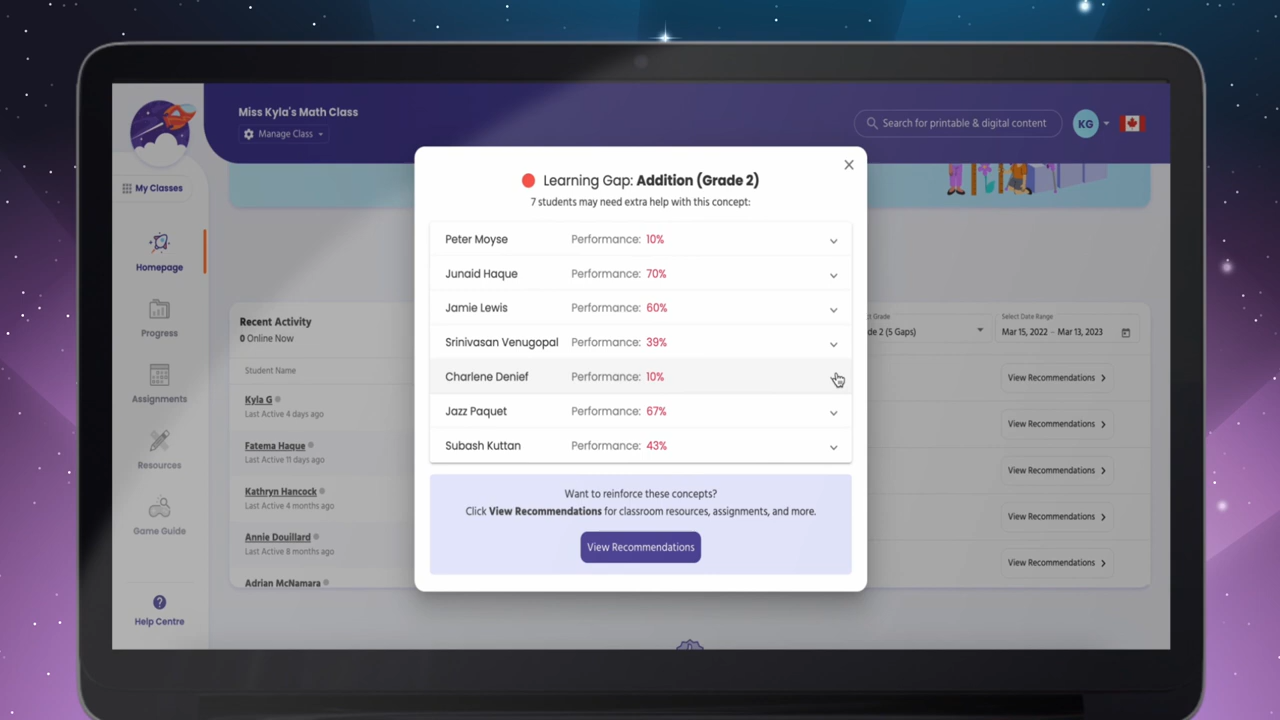 Miss Kyla's Math Class
Manage Class
Search for printable & digital content
KG
My Classes
Homepage
Progress
Assignments
Resources
Game Guide
Help Centre
Recent Activity
0 Online Now
Student Name
Kyla G
Last Active 4 days ago
Fatema Haque
Last Active 11 days ago
Kathryn Hancock
Last Active 4 months ago
Annie Douillard
Last Active 8 months ago
Adrian McNamara
Learning Gap: Addition (Grade 2)
7 students may need extra help with this concept:
Peter Moyse Performance: 10%
Junaid Haque Performance: 70%
Jamie Lewis Performance: 60%
Srinivasan Venugopal Performance: 39%
Charlene Denief Performance: 10%
Jazz Paquet Performance: 67%
Subash Kuttan Performance: 43%
Want to reinforce these concepts?
Click View Recommendations for classroom resources, assignments, and more.
View Recommendations
Grade
2 (5 Gaps)
Select Date Range
Mar 15, 2022 - Mar 13, 2023
View Recommendations
View Recommendations
View Recommendations
View Recommendations
View Recommendations